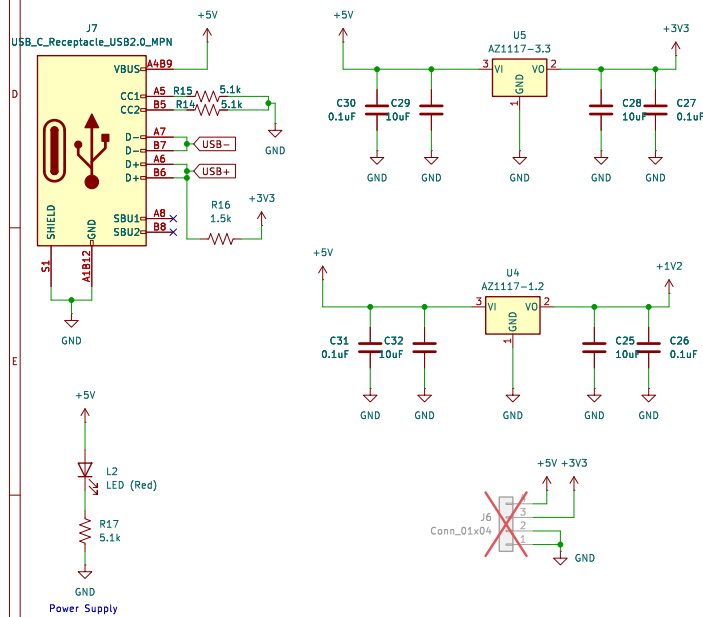 J7
USB_C_Receptacle_USB2.0_MPN
+5V
VBUS
A4B9
CC1
A5
R15
5.1k
CC2
B5
R14
5.1k
GND
D-
A7
D-
B7
USB-
D+
A6
D+
B6
USB+
R16
1.5k
+3V3
SBU1
A8
SBU2
B8
SHIELD
GND
S1
A1B12
GND
+5V
U5
AZ1117-3.3
+3V3
3
VI
VO
2
GND
1
C30
0.1uF
C29
10uF
C28
10uF
C27
0.1uF
GND
GND
GND
GND
GND
+5V
U4
AZ1117-1.2
+1V2
3
VI
VO
2
GND
1
C31
0.1uF
C32
10uF
C25
10uF
C26
0.1uF
GND
GND
GND
GND
GND
+5V
L2
LED (Red)
R17
5.1k
GND
Power Supply
+5V
+3V3
J6
Conn_01x04
4
3
2
1
GND
D
E